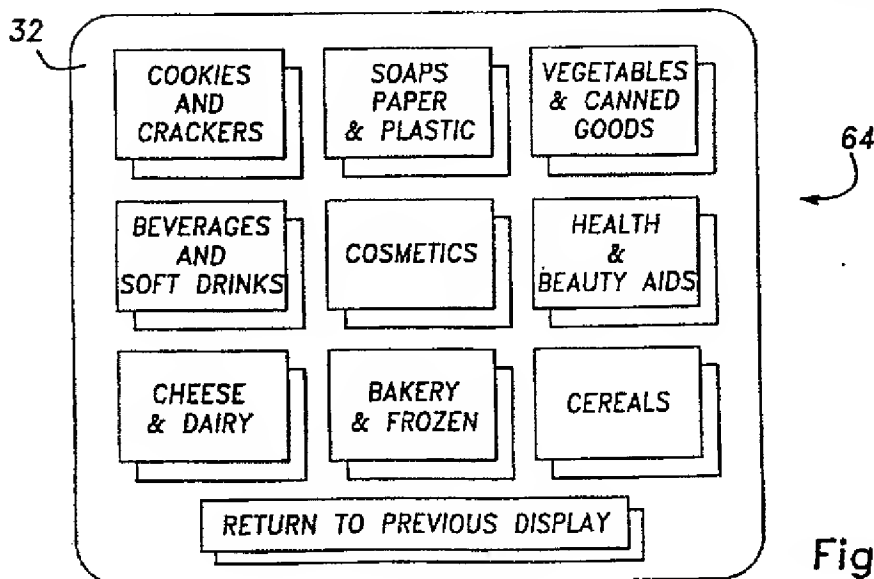 32
COOKIES
AND
CRACKERS
SOAPS
PAPER
& PLASTIC
VEGETABLES
& CANNED
GOODS
64
BEVERAGES
AND
SOFT DRINKS
COSMETICS
HEALTH
&
BEAUTY AIDS
CHEESE
& DAIRY
BAKERY
& FROZEN
CEREALS
RETURN TO PREVIOUS DISPLAY
Fig